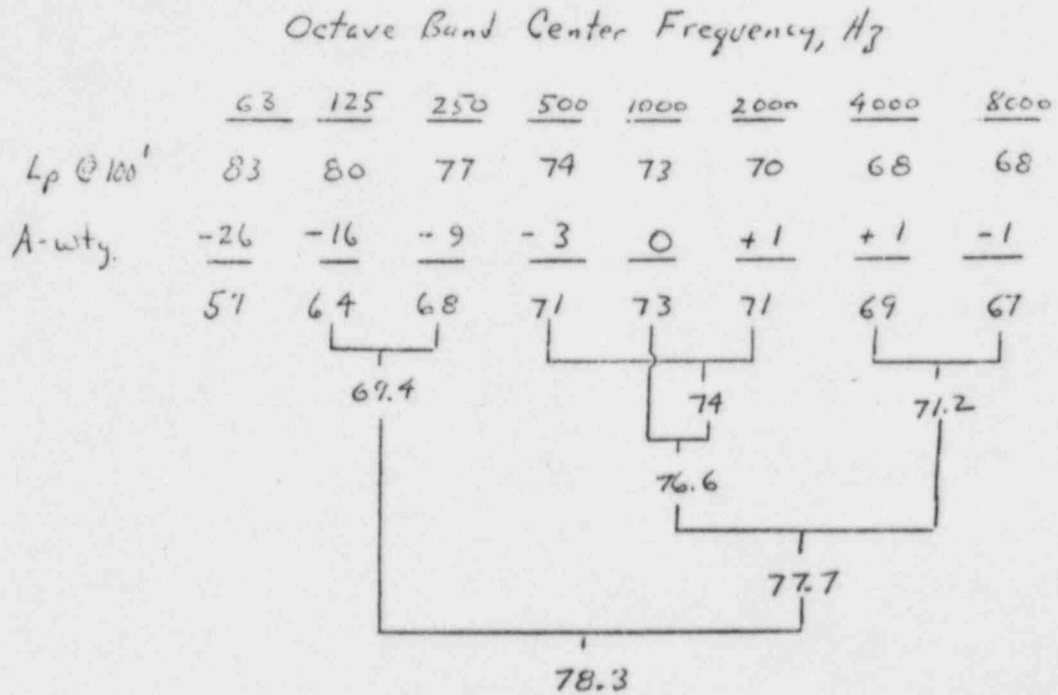 Octave Band Center Frequency, Hz
63 125 250 500 1000 2000 4000 8000
Lp @ 100' 83 80 77 74 73 70 68 68
A-wtg. -26 -16 -9 -3 0 +1 +1 -1
57 64 68 71 73 71 69 67
69.4 74 71.2
76.6
77.7
78.3